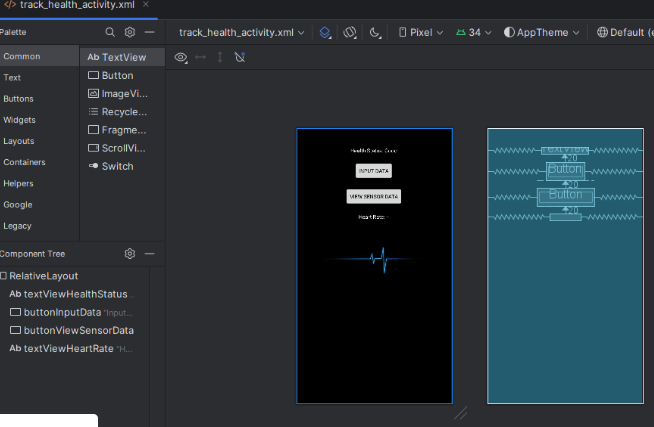 track_health_activity.xml
Palette
track_health_activity.xml
Pixel
34
AppTheme
Default (e
Common
Text
Buttons
Widgets
Layouts
Containers
Helpers
Google
Legacy
Ab TextView
Button
ImageVi...
Recycle...
Fragme...
ScrollVi...
Switch
Component Tree
RelativeLayout
Ab textViewHealthStatus ..
buttonInputData "Input...
buttonViewSensorData
Ab textViewHeartRate "H...
Health Status: Good
INPUT DATA
VIEW SENSOR DATA
Heart Rate: -
TextView
20
Button
20
Button
20